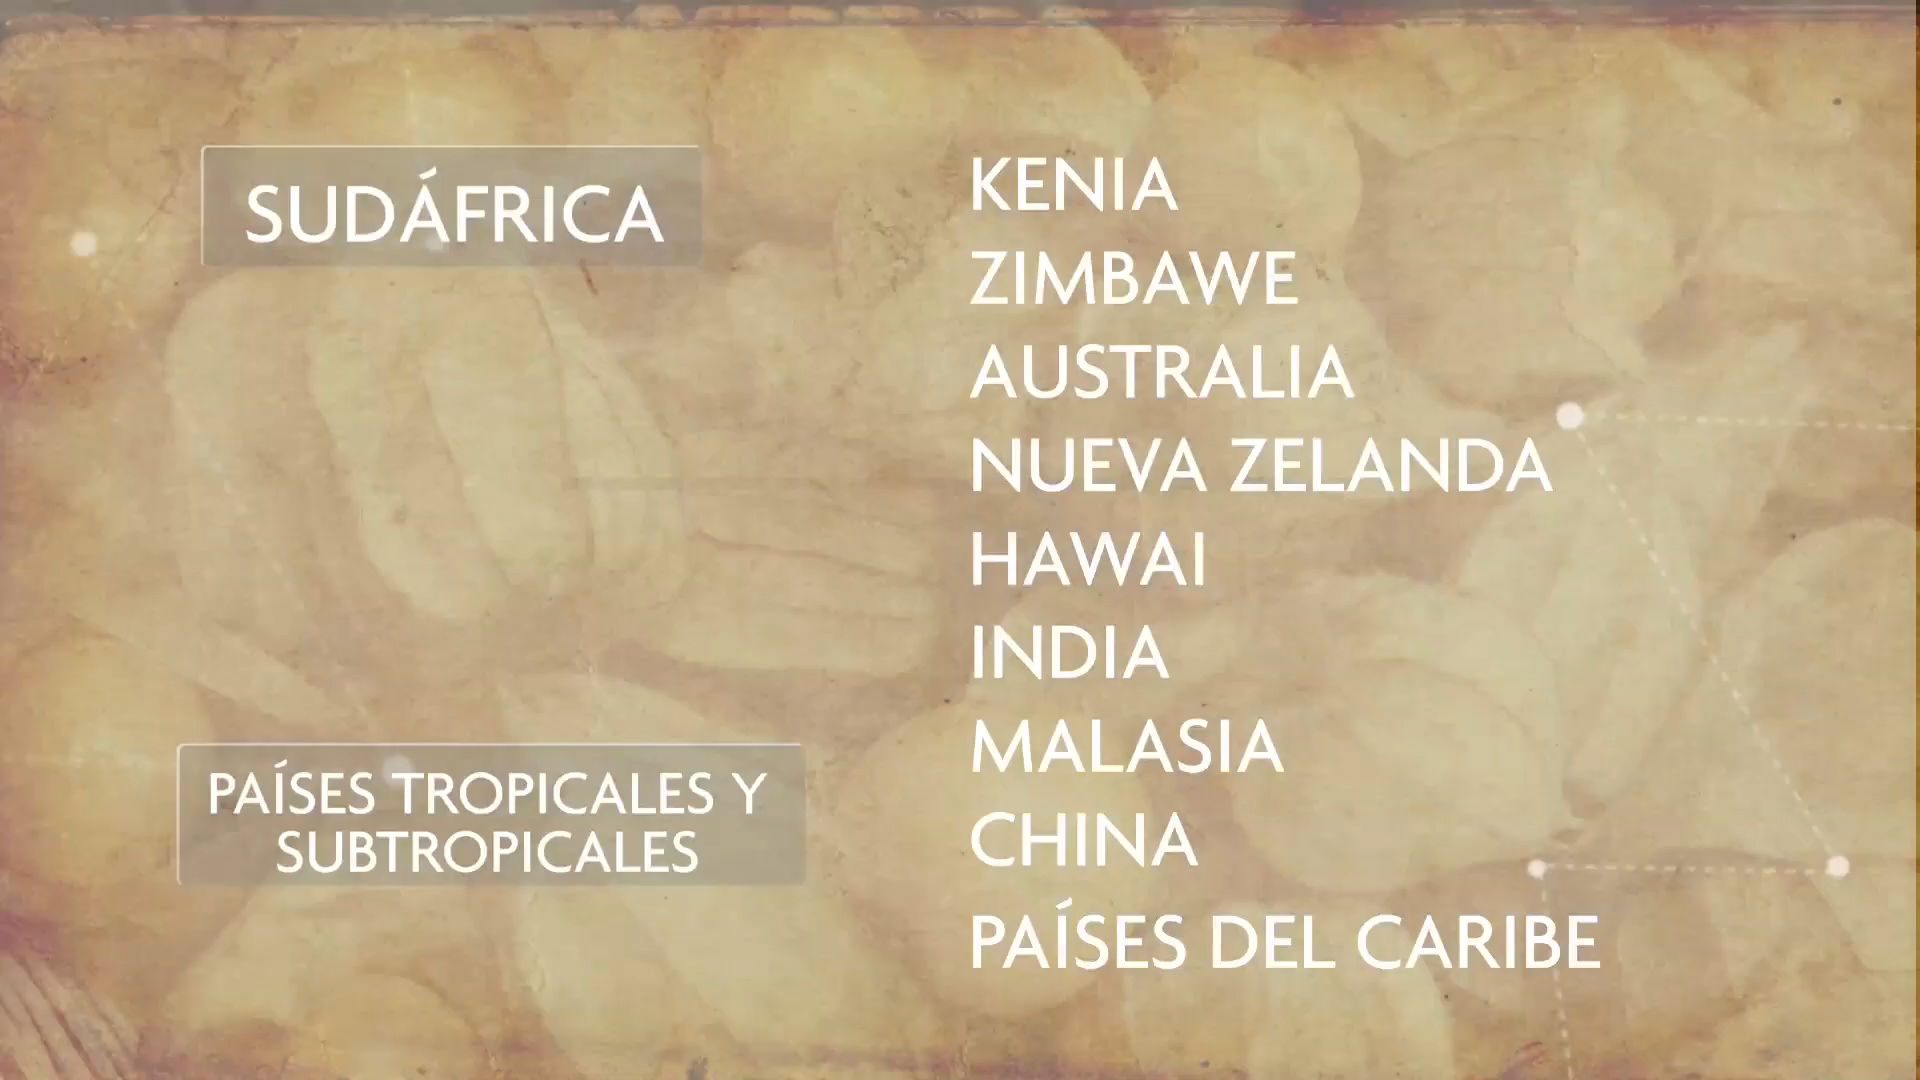 SUDÁFRICA
PAÍSES TROPICALES Y
SUBTROPICALES
KENIA
ZIMBAWE
AUSTRALIA
NUEVA ZELANDA
HAWAI
INDIA
MALASIA
CHINA
PAÍSES DEL CARIBE